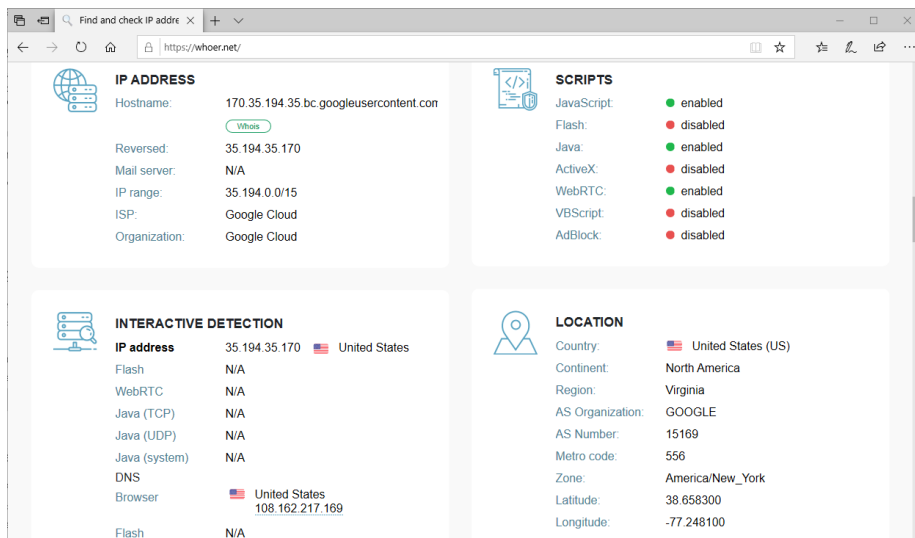 Find and check IP addre
https://whoer.net/
IP ADDRESS
Hostname: 170.35.194.35.bc.googleusercontent.com
Whois
Reversed: 35.194.35.170
Mail server: N/A
IP range: 35.194.0.0/15
ISP: Google Cloud
Organization: Google Cloud
SCRIPTS
JavaScript: enabled
Flash: disabled
Java: enabled
ActiveX: disabled
WebRTC: enabled
VBScript: disabled
AdBlock: disabled
INTERACTIVE DETECTION
IP address 35.194.35.170 United States
Flash N/A
WebRTC N/A
Java (TCP) N/A
Java (UDP) N/A
Java (system) N/A
DNS
Browser United States
108.162.217.169
Flash N/A
LOCATION
Country: United States (US)
Continent: North America
Region: Virginia
AS Organization: GOOGLE
AS Number: 15169
Metro code: 556
Zone: America/New_York
Latitude: 38.658300
Longitude: -77.248100